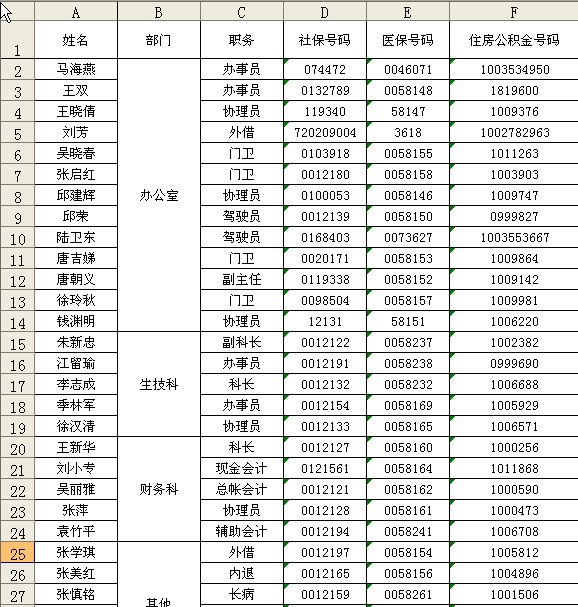 A B C D E F
1 姓名 部门 职务 社保号码 医保号码 住房公积金号码
2 马海燕 办事员 074472 0046071 1003534950
3 王双 办事员 0132789 0058148 1819600
4 王晓倩 协理员 119340 58147 1009376
5 刘芳 外借 720209004 3618 1002782963
6 吴晓春 门卫 0103918 0058155 1011263
7 张启红 门卫 0012180 0058158 1003903
8 邱建辉 办公室 协理员 0100053 0058146 1009747
9 邱荣 驾驶员 0012139 0058150 0999827
10 陆卫东 驾驶员 0168403 0073627 1003553667
11 唐吉娣 门卫 0020171 0058153 1009864
12 唐朝义 副主任 0119338 0058152 1009142
13 徐玲秋 门卫 0098504 0058157 1009981
14 钱渊明 协理员 12131 58151 1006220
15 朱新忠 副科长 0012122 0058237 1002382
16 江留瑜 办事员 0012191 0058238 0999690
17 李志成 生技科 科长 0012132 0058232 1006688
18 季林军 办事员 0012154 0058169 1005929
19 徐汉清 协理员 0012133 0058165 1006571
20 王新华 科长 0012127 0058160 1000256
21 刘小专 现金会计 0121561 0058164 1011868
22 吴丽雅 财务科 总帐会计 0012121 0058162 1000590
23 张萍 协理员 0012128 0058161 1000473
24 袁竹平 辅助会计 0012194 0058241 1006708
25 张学琪 外借 0012197 0058154 1005812
26 张美红 内退 0012165 0058156 1004896
27 张慎铭 其他 长病 0012159 0058261 1001506